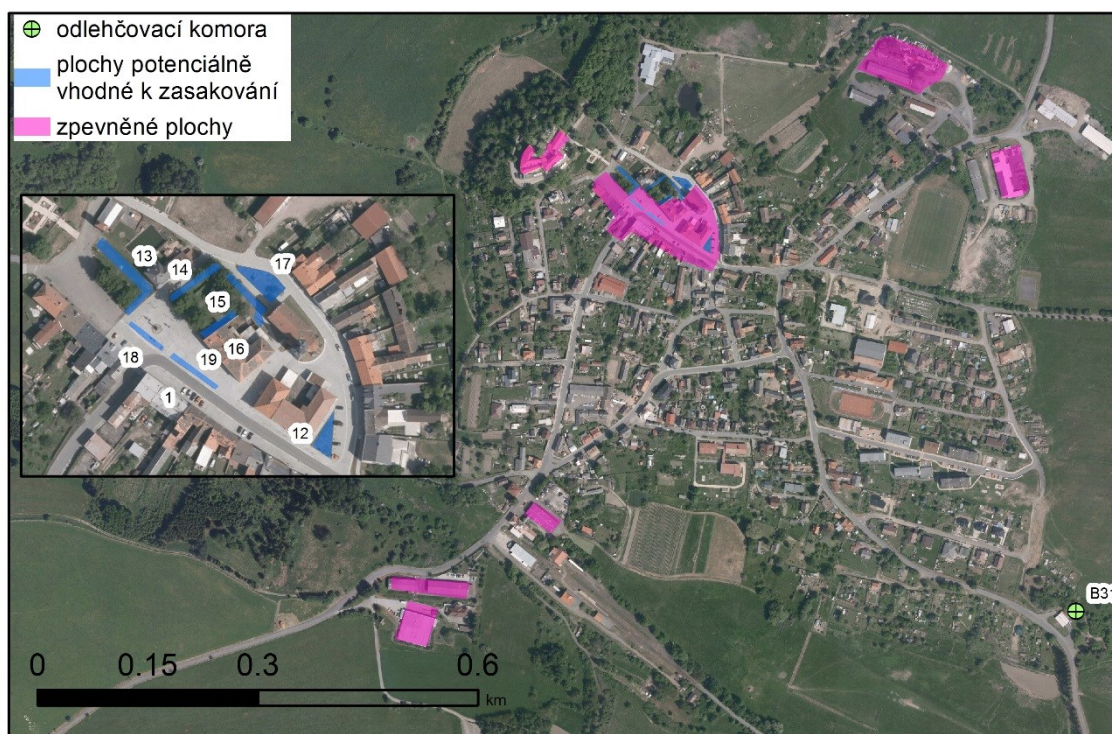 odlehčovací komora
plochy potenciálně
vhodné k zasakování
zpevněné plochy
13
14
17
15
16
19
18
1
12
B31
0 0.15 0.3 0.6
km